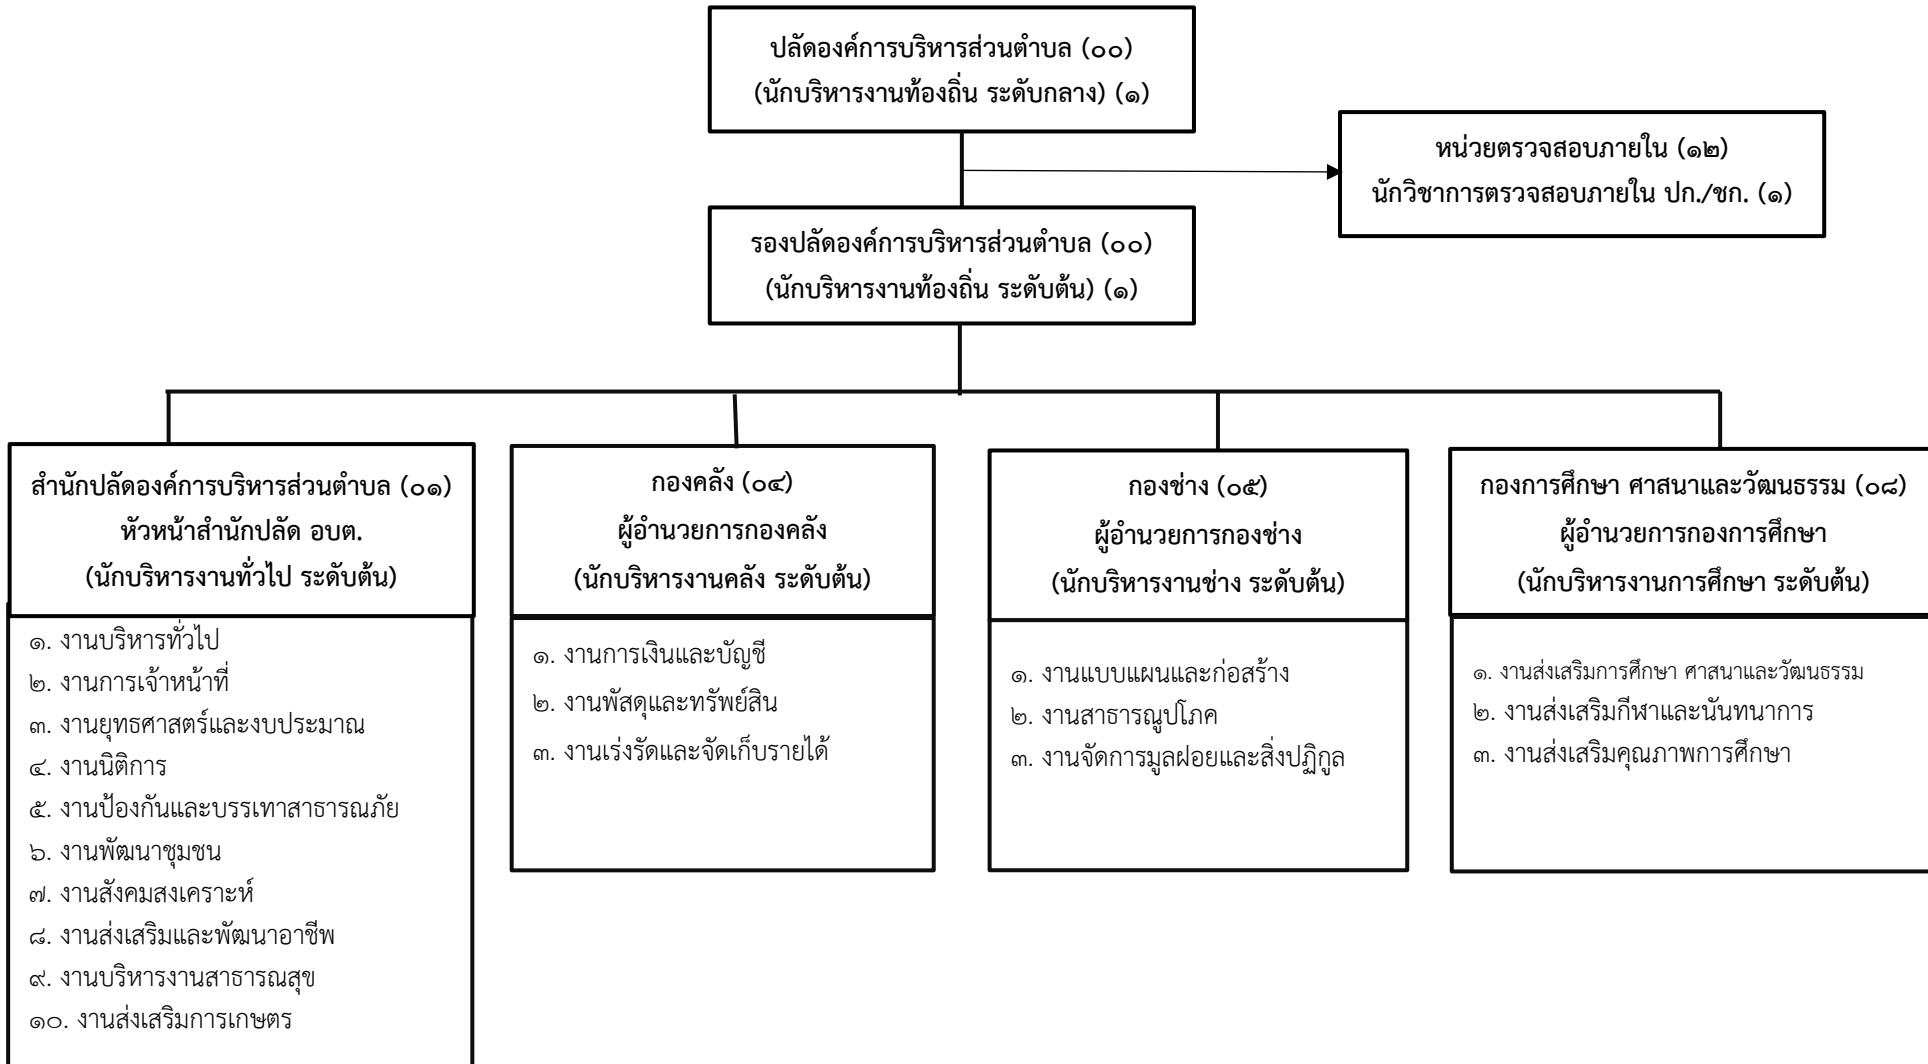 ปลัดองค์การบริหารส่วนตำบล (๐๐)
(นักบริหารงานท้องถิ่น ระดับกลาง) (๑)
หน่วยตรวจสอบภายใน (๑๒)
นักวิชาการตรวจสอบภายใน ปก./ชก. (๑)
รองปลัดองค์การบริหารส่วนตำบล (๐๐)
(นักบริหารงานท้องถิ่น ระดับต้น) (๑)
สำนักปลัดองค์การบริหารส่วนตำบล (๐๑)
หัวหน้าสำนักปลัด อบต.
(นักบริหารงานทั่วไป ระดับต้น)
๑. งานบริหารทั่วไป
๒. งานการเจ้าหน้าที่
๓. งานยุทธศาสตร์และงบประมาณ
๔. งานนิติการ
๕. งานป้องกันและบรรเทาสาธารณภัย
๖. งานพัฒนาชุมชน
๗. งานสังคมสงเคราะห์
๘. งานส่งเสริมและพัฒนาอาชีพ
๙. งานบริหารงานสาธารณสุข
๑๐. งานส่งเสริมการเกษตร
กองคลัง (๐๔)
ผู้อำนวยการกองคลัง
(นักบริหารงานคลัง ระดับต้น)
๑. งานการเงินและบัญชี
๒. งานพัสดุและทรัพย์สิน
๓. งานเร่งรัดและจัดเก็บรายได้
กองช่าง (๐๕)
ผู้อำนวยการกองช่าง
(นักบริหารงานช่าง ระดับต้น)
๑. งานแบบแผนและก่อสร้าง
๒. งานสาธารณูปโภค
๓. งานจัดการมูลฝอยและสิ่งปฏิกูล
กองการศึกษา ศาสนาและวัฒนธรรม (๐๘)
ผู้อำนวยการกองการศึกษา
(นักบริหารงานการศึกษา ระดับต้น)
๑. งานส่งเสริมการศึกษา ศาสนาและวัฒนธรรม
๒. งานส่งเสริมกีฬาและนันทนาการ
๓. งานส่งเสริมคุณภาพการศึกษา